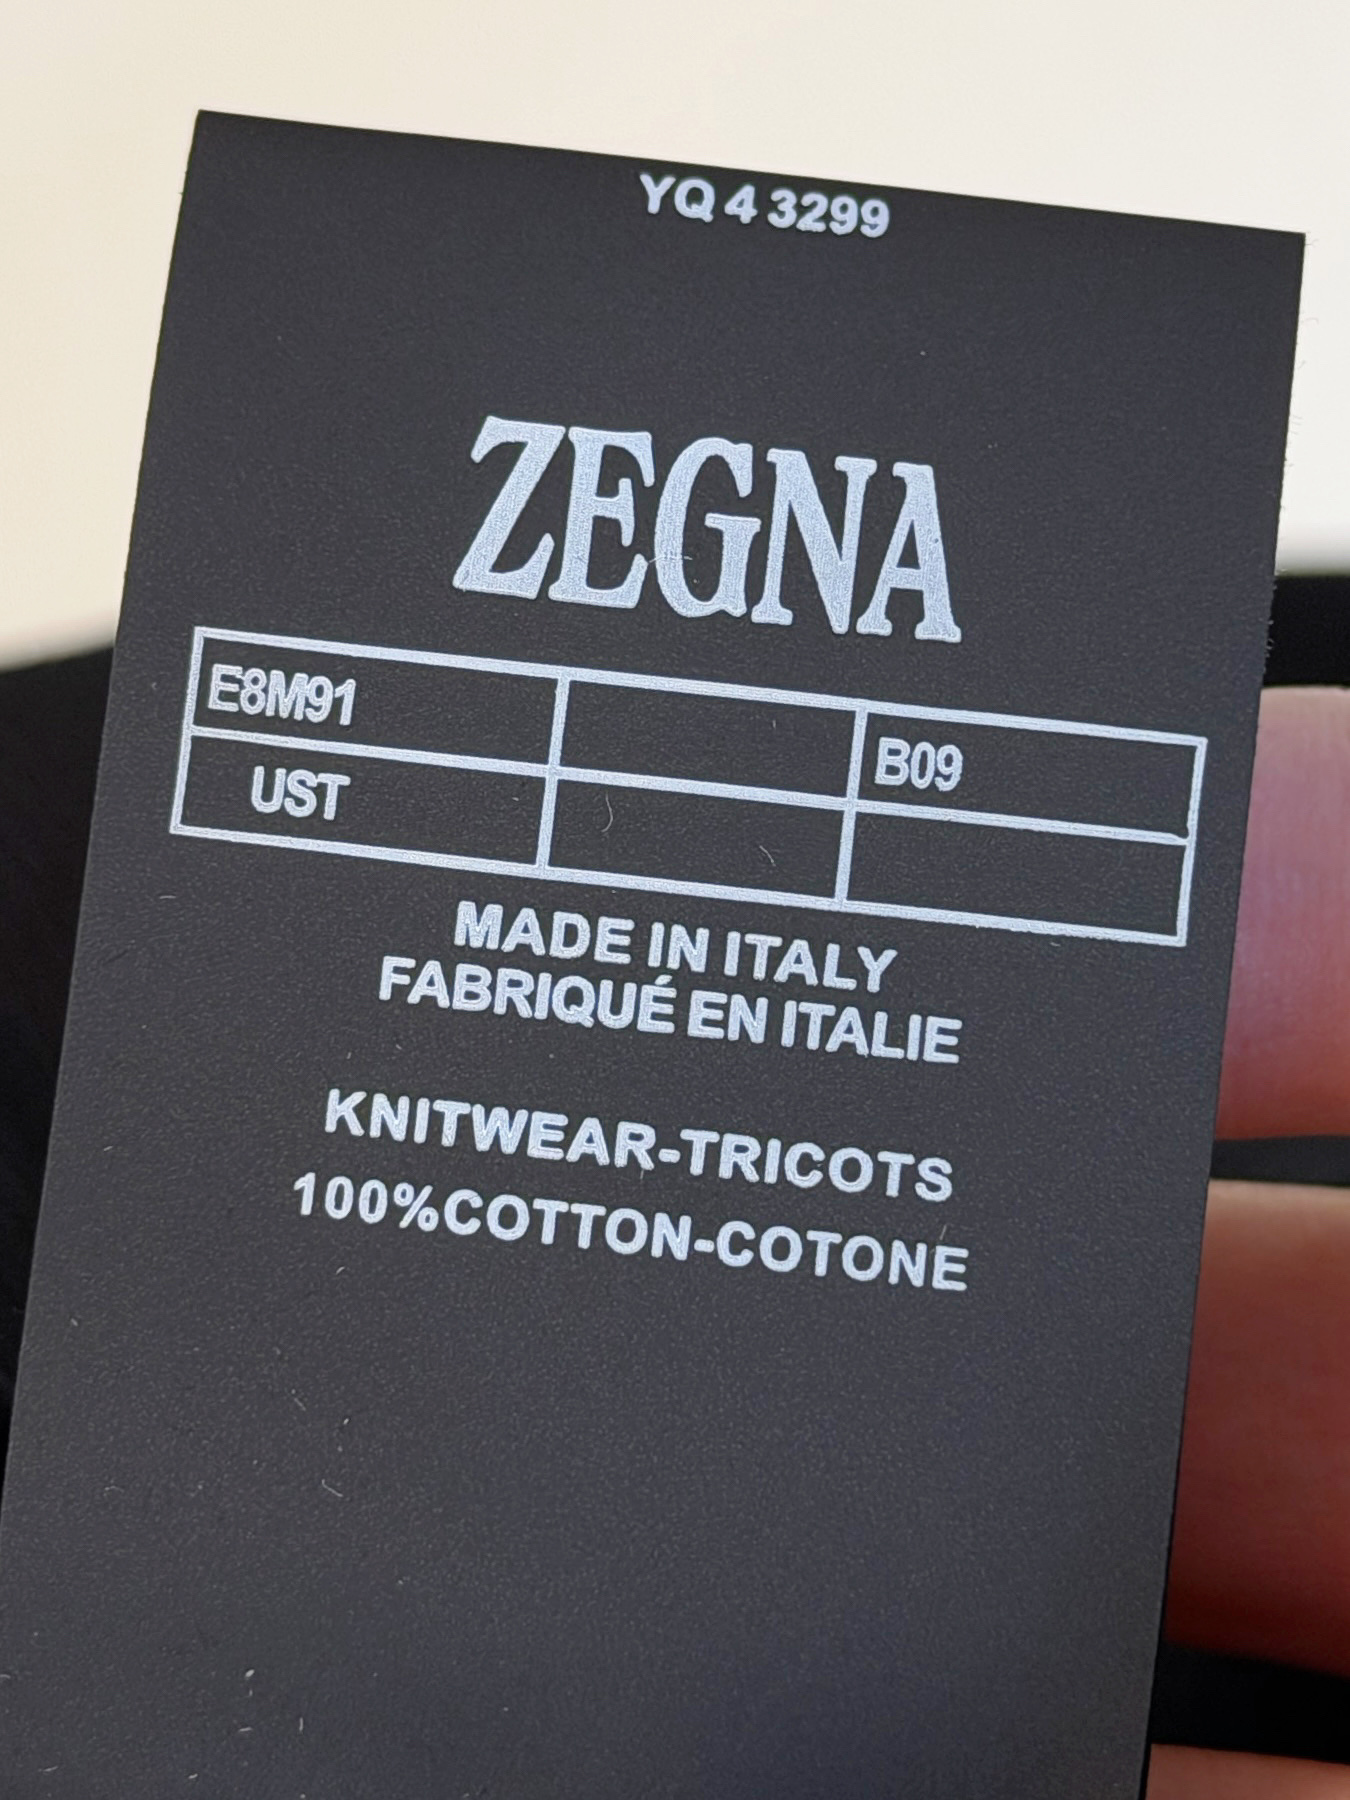 YQ 4 3299
ZEGNA
E8M91 B09
UST
MADE IN ITALY
FABRIQUÉ EN ITALIE
KNITWEAR-TRICOTS
100%COTTON-COTONE